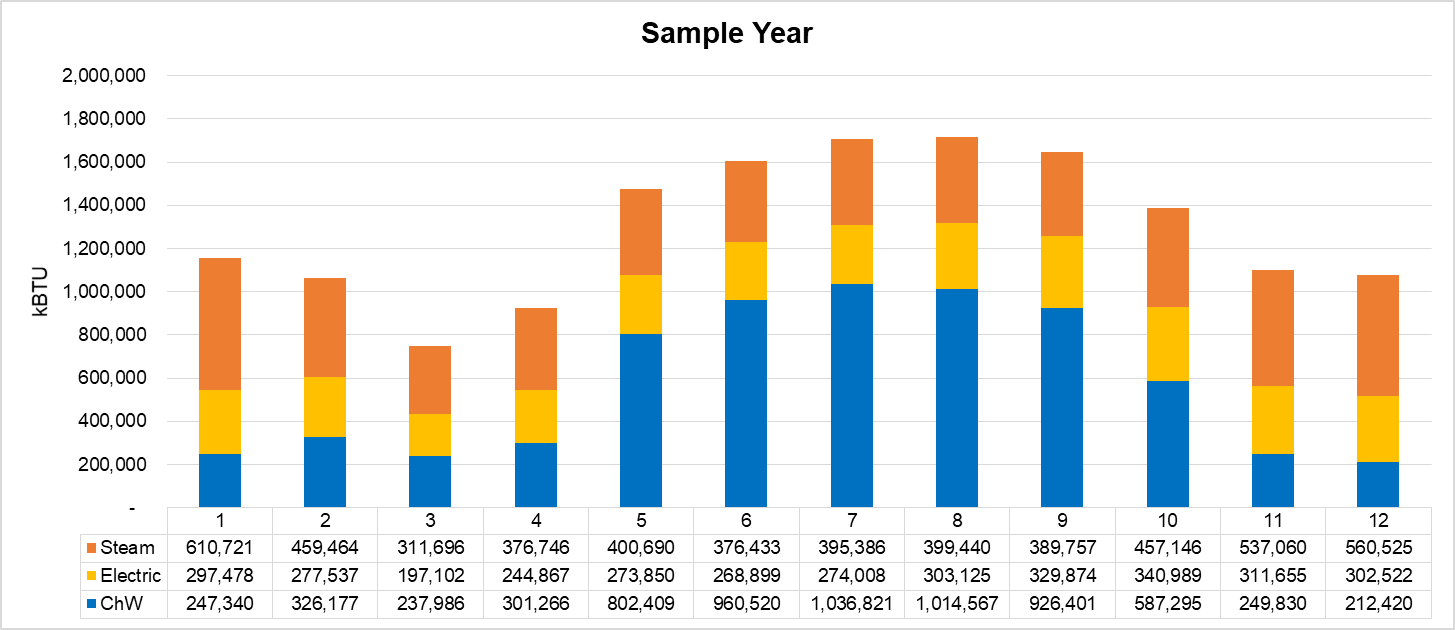 Sample Year
2,000,000
1,800,000
1,600,000
1,400,000
1,200,000
1,000,000
800,000
600,000
400,000
200,000
-
kBTU
1 2 3 4 5 6 7 8 9 10 11 12
Steam 610,721 459,464 311,696 376,746 400,690 376,433 395,386 399,440 389,757 457,146 537,060 560,525
Electric 297,478 277,537 197,102 244,867 273,850 268,899 274,008 303,125 329,874 340,989 311,655 302,522
ChW 247,340 326,177 237,986 301,266 802,409 960,520 1,036,821 1,014,567 926,401 587,295 249,830 212,420